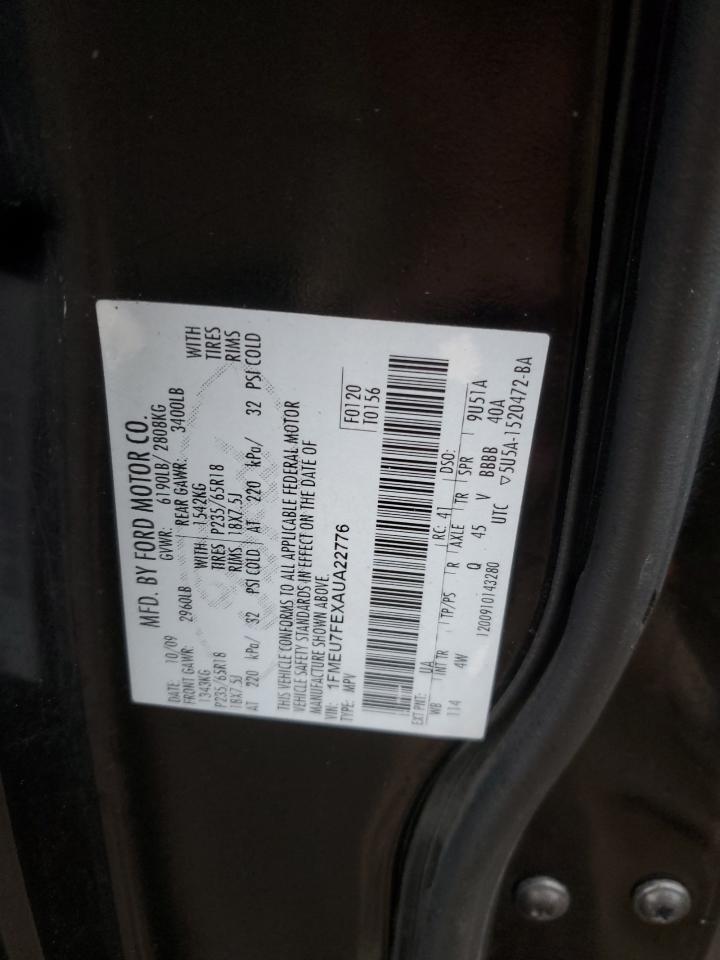 MFD. BY FORD MOTOR CO.
DATE: 10/09 GVWR: 6190LB/ 2808KG
FRONT GAWR: 2960LB REAR GAWR: 3400LB
1343KG WITH 1542KG WITH
P235/65R18 TIRES P235/65R18 TIRES
18X7.5J RIMS 18X7.5J RIMS
AT 220 kPa/ 32 PSI COLD AT 220 kPa/ 32 PSI COLD
THIS VEHICLE CONFORMS TO ALL APPLICABLE FEDERAL MOTOR
VEHICLE SAFETY STANDARDS IN EFFECT ON THE DATE OF
MANUFACTURE SHOWN ABOVE.
VIN: 1FMEU7FEXAUA22776 F0120
TYPE: MPV T0156
EXT PNT: UA RC: 41 DSO:
WB INT TR TP/PS R AXLE TR SPR 9U51A
114 4W Q 45 V BBBB 40A
1200910143280 UTC ▽5U5A-1520472-BA